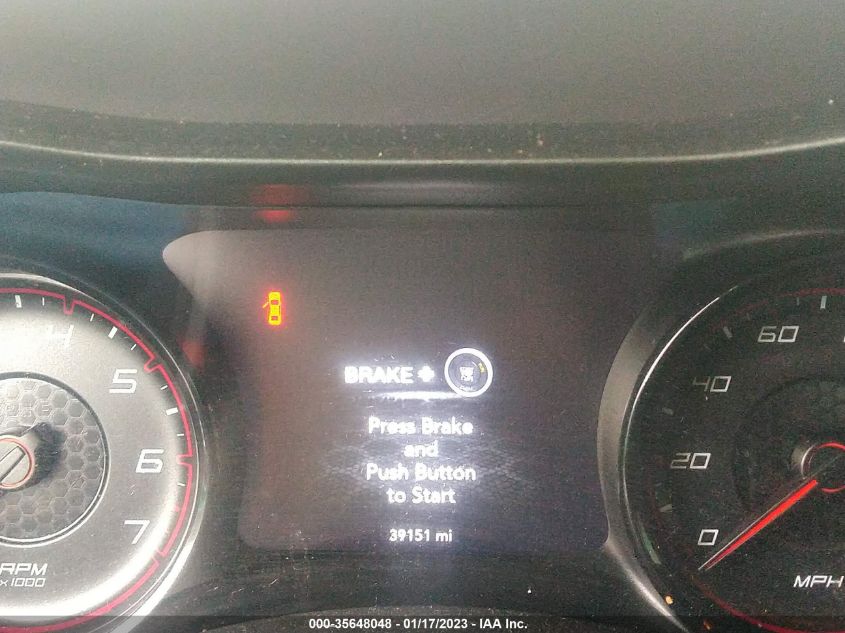 4
5
6
7
RPM
x1000
BRAKE +
Press Brake
and
Push Button
to Start
39151 mi
60
40
20
0
MPH
000-35648048 - 01/17/2023 - IAA Inc.